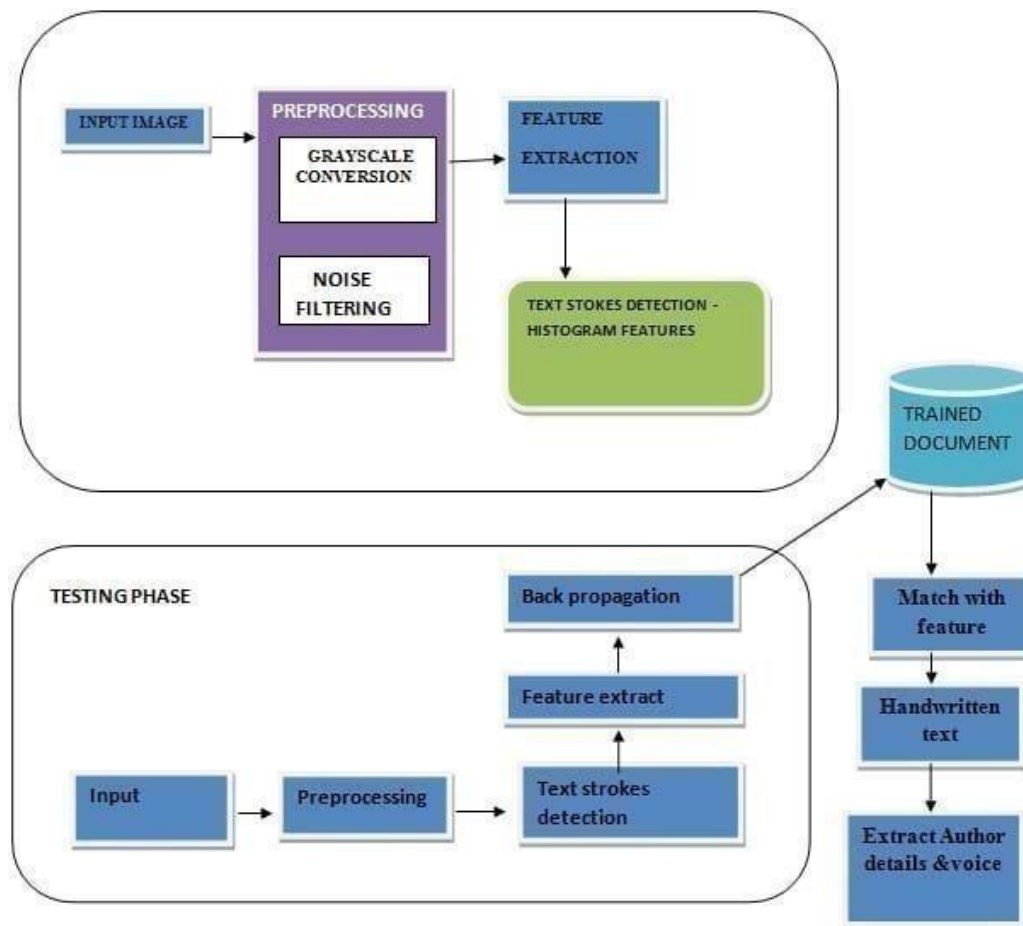 INPUT IMAGE
PREPROCESSING
GRAYSCALE
CONVERSION
NOISE
FILTERING
FEATURE
EXTRACTION
TEXT STOKES DETECTION -
HISTOGRAM FEATURES
TRAINED
DOCUMENT
TESTING PHASE
Back propagation
Feature extract
Input
Preprocessing
Text strokes
detection
Match with
feature
Handwritten
text
Extract Author
details &voice